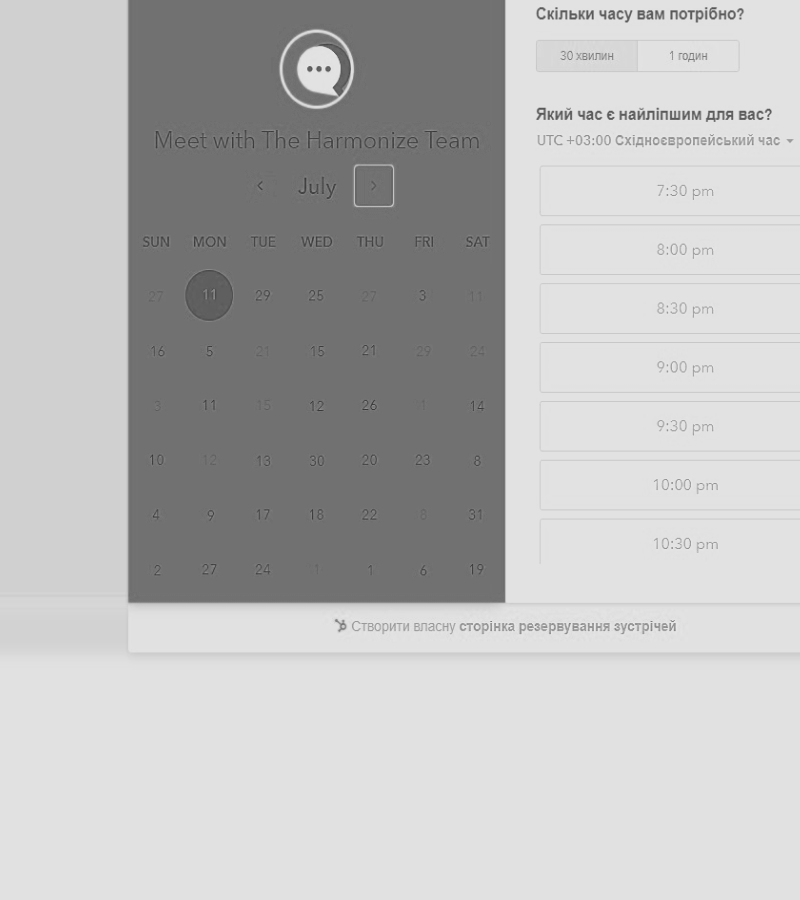 Meet with The Harmonize Team
July
SUN MON TUE WED THU FRI SAT
27 11 29 25 27 3 11
16 5 21 15 21 29 24
3 11 15 12 26 1 14
10 12 13 30 20 23 8
4 9 17 18 22 8 31
2 27 24 1 1 6 19
Скільки часу вам потрібно?
30 хвилин 1 годин
Який час є найліпшим для вас?
UTC +03:00 Східноєвропейський час
7:30 pm
8:00 pm
8:30 pm
9:00 pm
9:30 pm
10:00 pm
10:30 pm
Створити власну сторінка резервування зустрічей